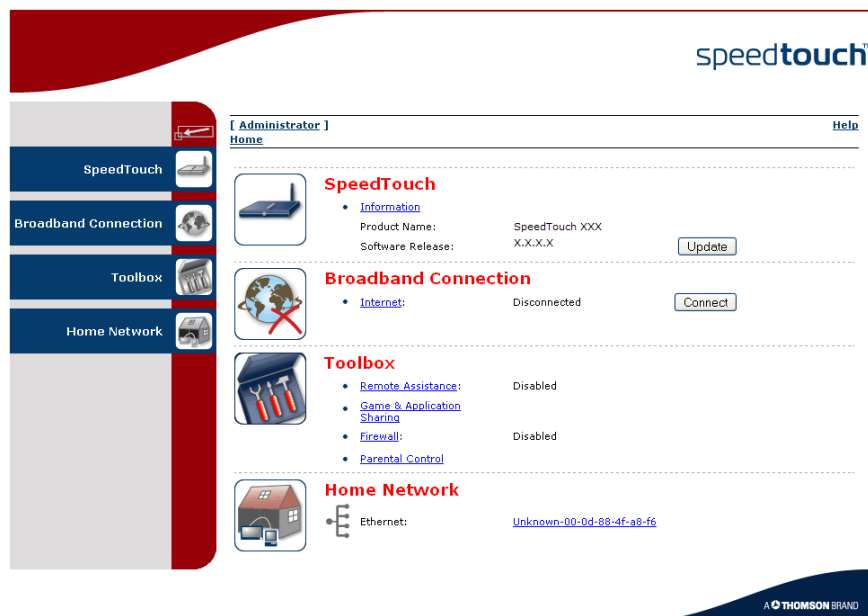 speedtouch™
[ Administrator ]
Help
Home
SpeedTouch
Broadband Connection
Toolbox
Home Network
SpeedTouch
Information
Product Name: SpeedTouch XXX
Software Release: X.X.X.X
Update
Broadband Connection
Internet: Disconnected
Connect
Toolbox
Remote Assistance: Disabled
Game & Application
Sharing
Firewall: Disabled
Parental Control
Home Network
Ethernet: Unknown-00-0d-88-4f-a8-f6
A THOMSON BRAND